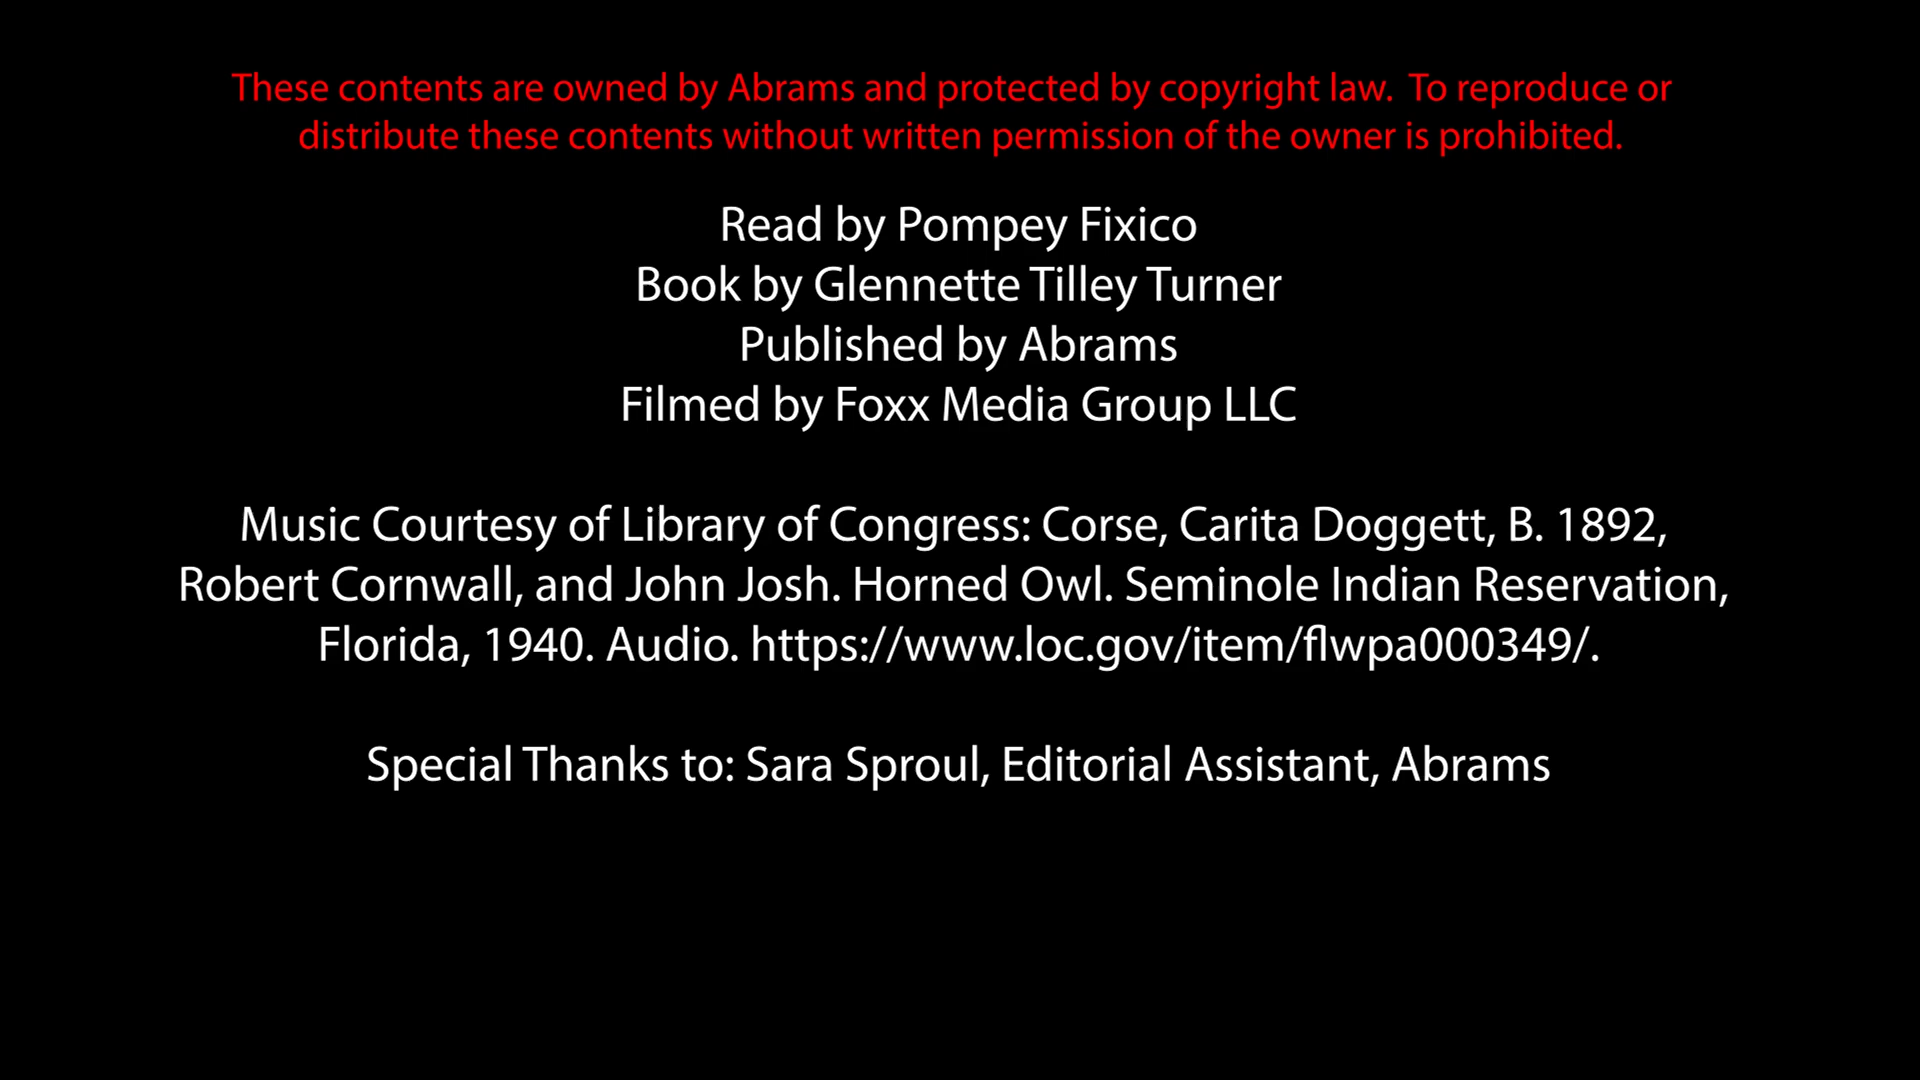 These contents are owned by Abrams and protected by copyright law.  To reproduce or
distribute these contents without written permission of the owner is prohibited.
Read by Pompey Fixico
Book by Glennette Tilley Turner
Published by Abrams
Filmed by Foxx Media Group LLC
Music Courtesy of Library of Congress: Corse, Carita Doggett, B. 1892,
Robert Cornwall, and John Josh. Horned Owl. Seminole Indian Reservation,
Florida, 1940. Audio. https://www.loc.gov/item/flwpa000349/.
Special Thanks to: Sara Sproul, Editorial Assistant, Abrams